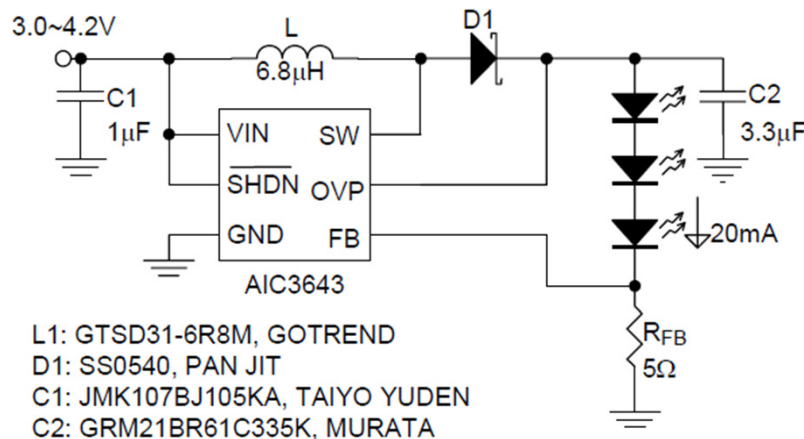 3.0~4.2V
L
6.8μH
D1
C1
1μF
VIN
SW
SHDN
OVP
GND
FB
AIC3643
C2
3.3μF
20mA
RFB
5Ω
L1: GTSD31-6R8M, GOTREND
D1: SS0540, PAN JIT
C1: JMK107BJ105KA, TAIYO YUDEN
C2: GRM21BR61C335K, MURATA